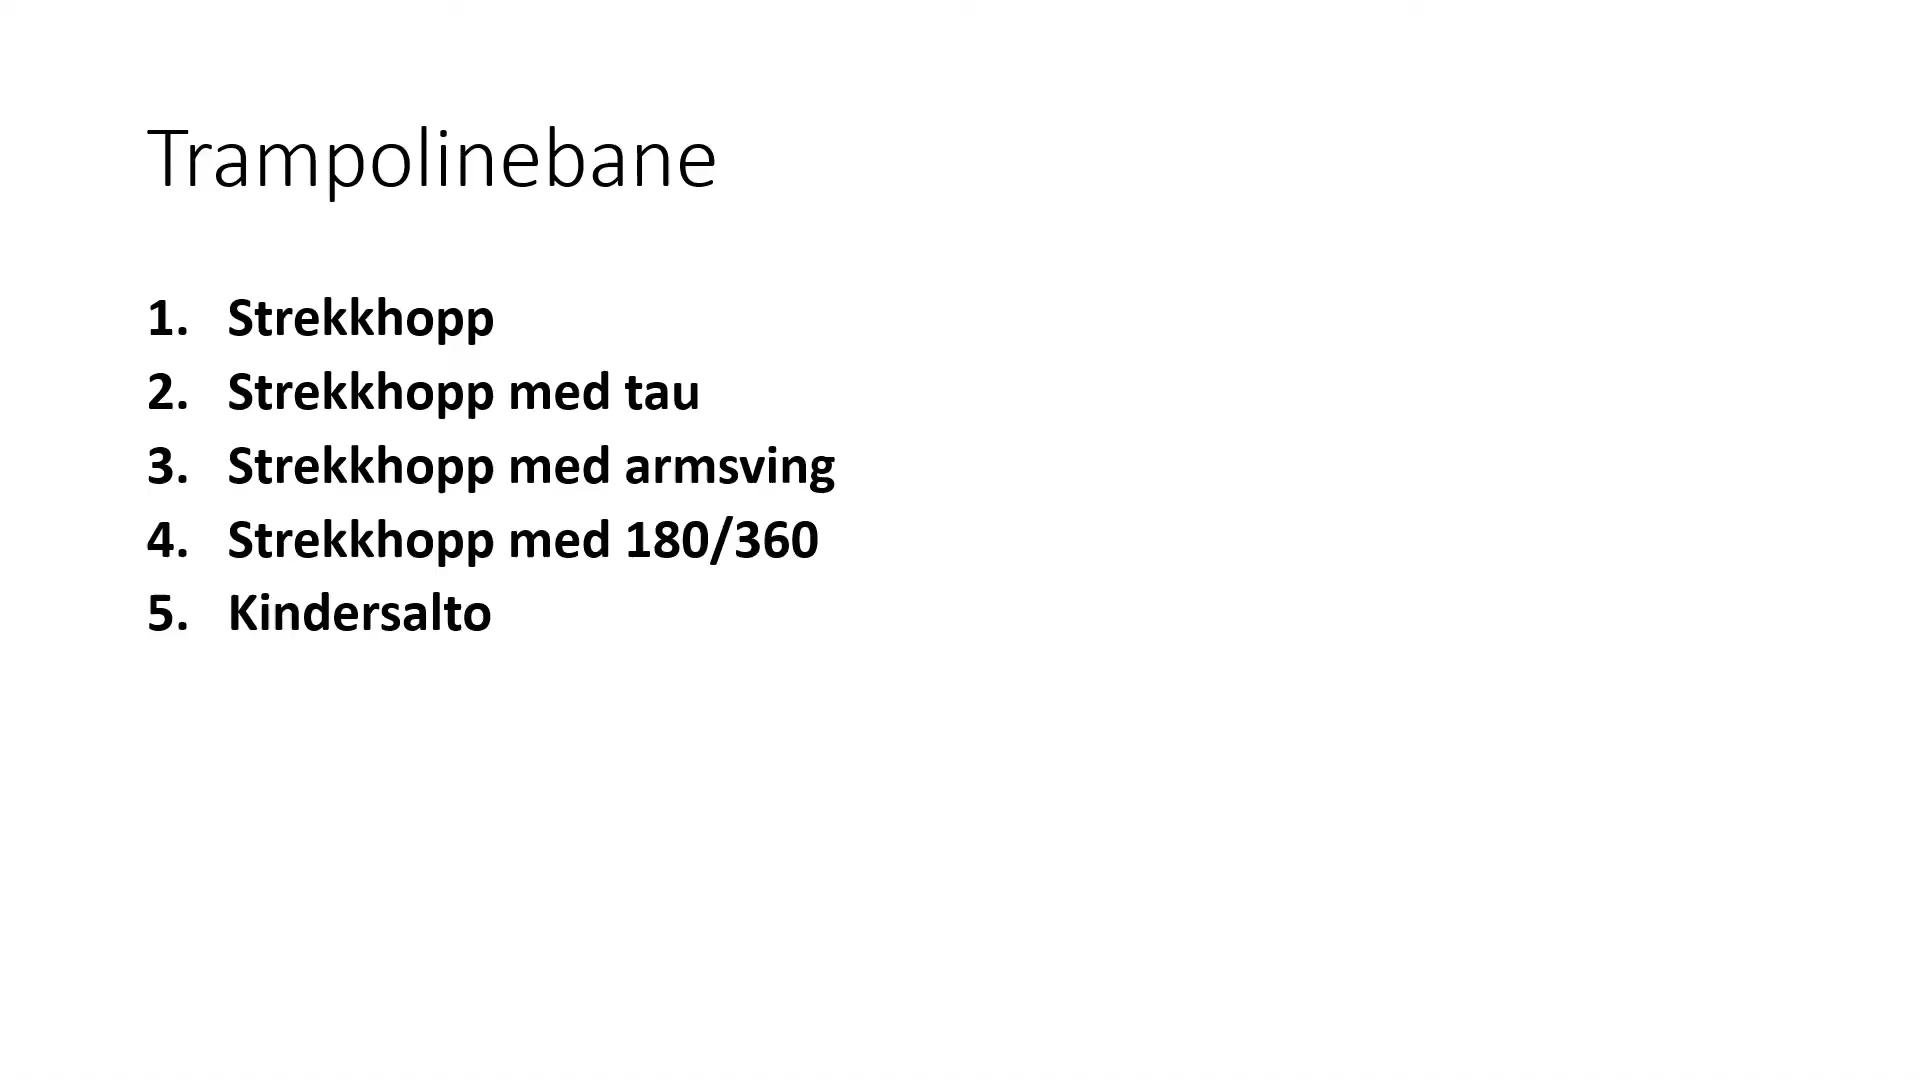 Trampolinebane
1. Strekkhopp
2. Strekkhopp med tau
3. Strekkhopp med armsving
4. Strekkhopp med 180/360
5. Kindersalto